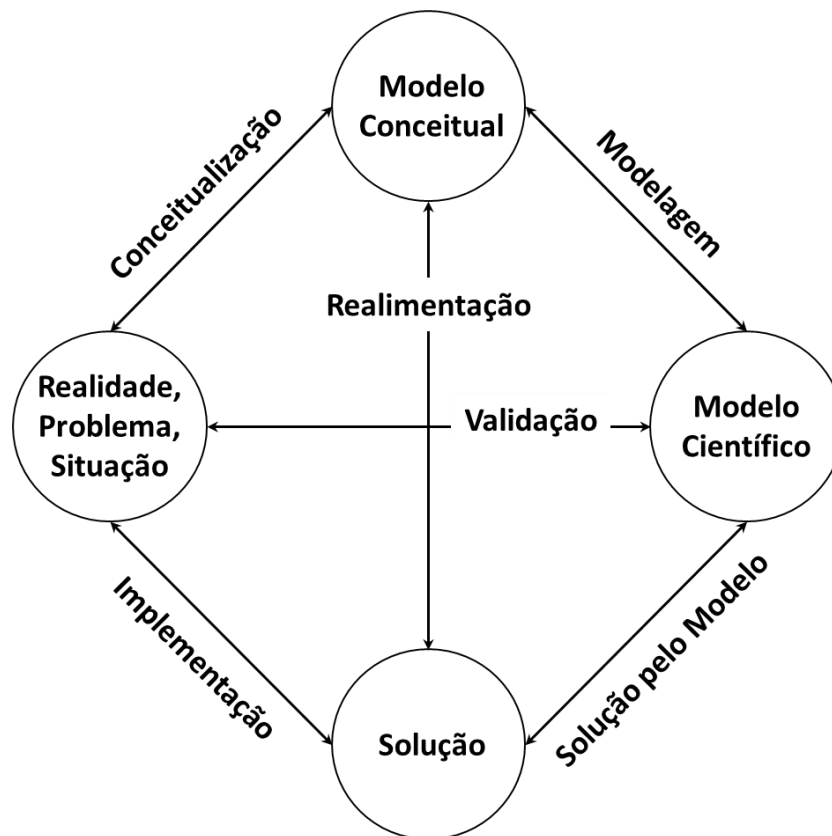 Modelo
Conceitual
Conceitualização
Modelagem
Realimentação
Realidade,
Problema,
Situação
Validação
Modelo
Científico
Implementação
Solução pelo Modelo
Solução